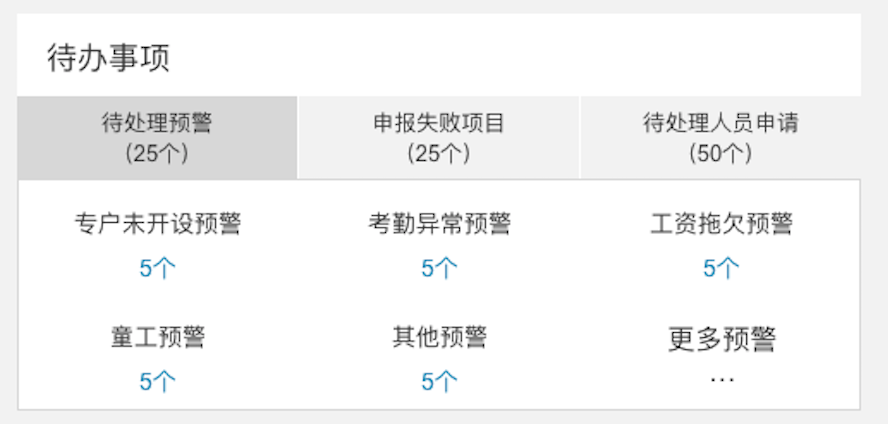 待办事项
待处理预警
(25个)
申报失败项目
(25个)
待处理人员申请
(50个)
专户未开设预警
考勤异常预警
工资拖欠预警
5个
5个
5个
童工预警
其他预警
更多预警
5个
5个
...